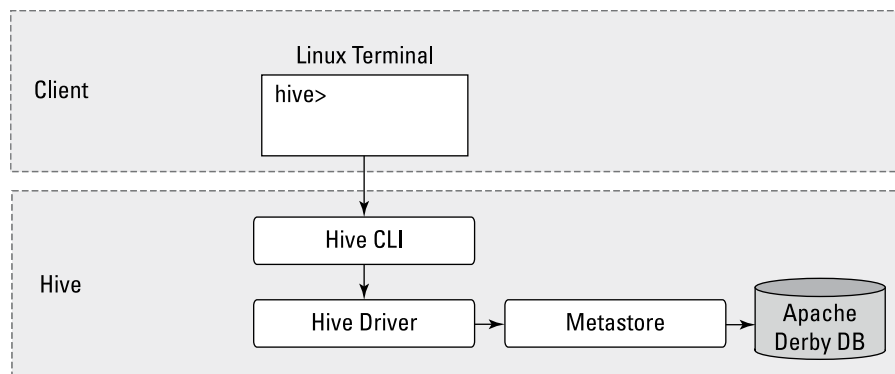 Linux Terminal
Client
hive>
Hive CLI
Hive
Hive Driver
Metastore
Apache
Derby DB